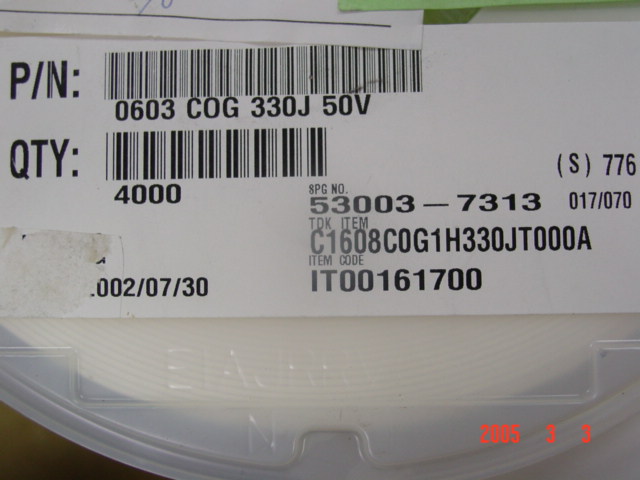 P/N:
0603 COG 330J 50V
QTY:
4000
(S) 776
SPG NO.
53003-7313 017/070
TDK ITEM
C1608C0G1H330JT000A
ITEM CODE
IT00161700
.002/07/30
2005 3 3